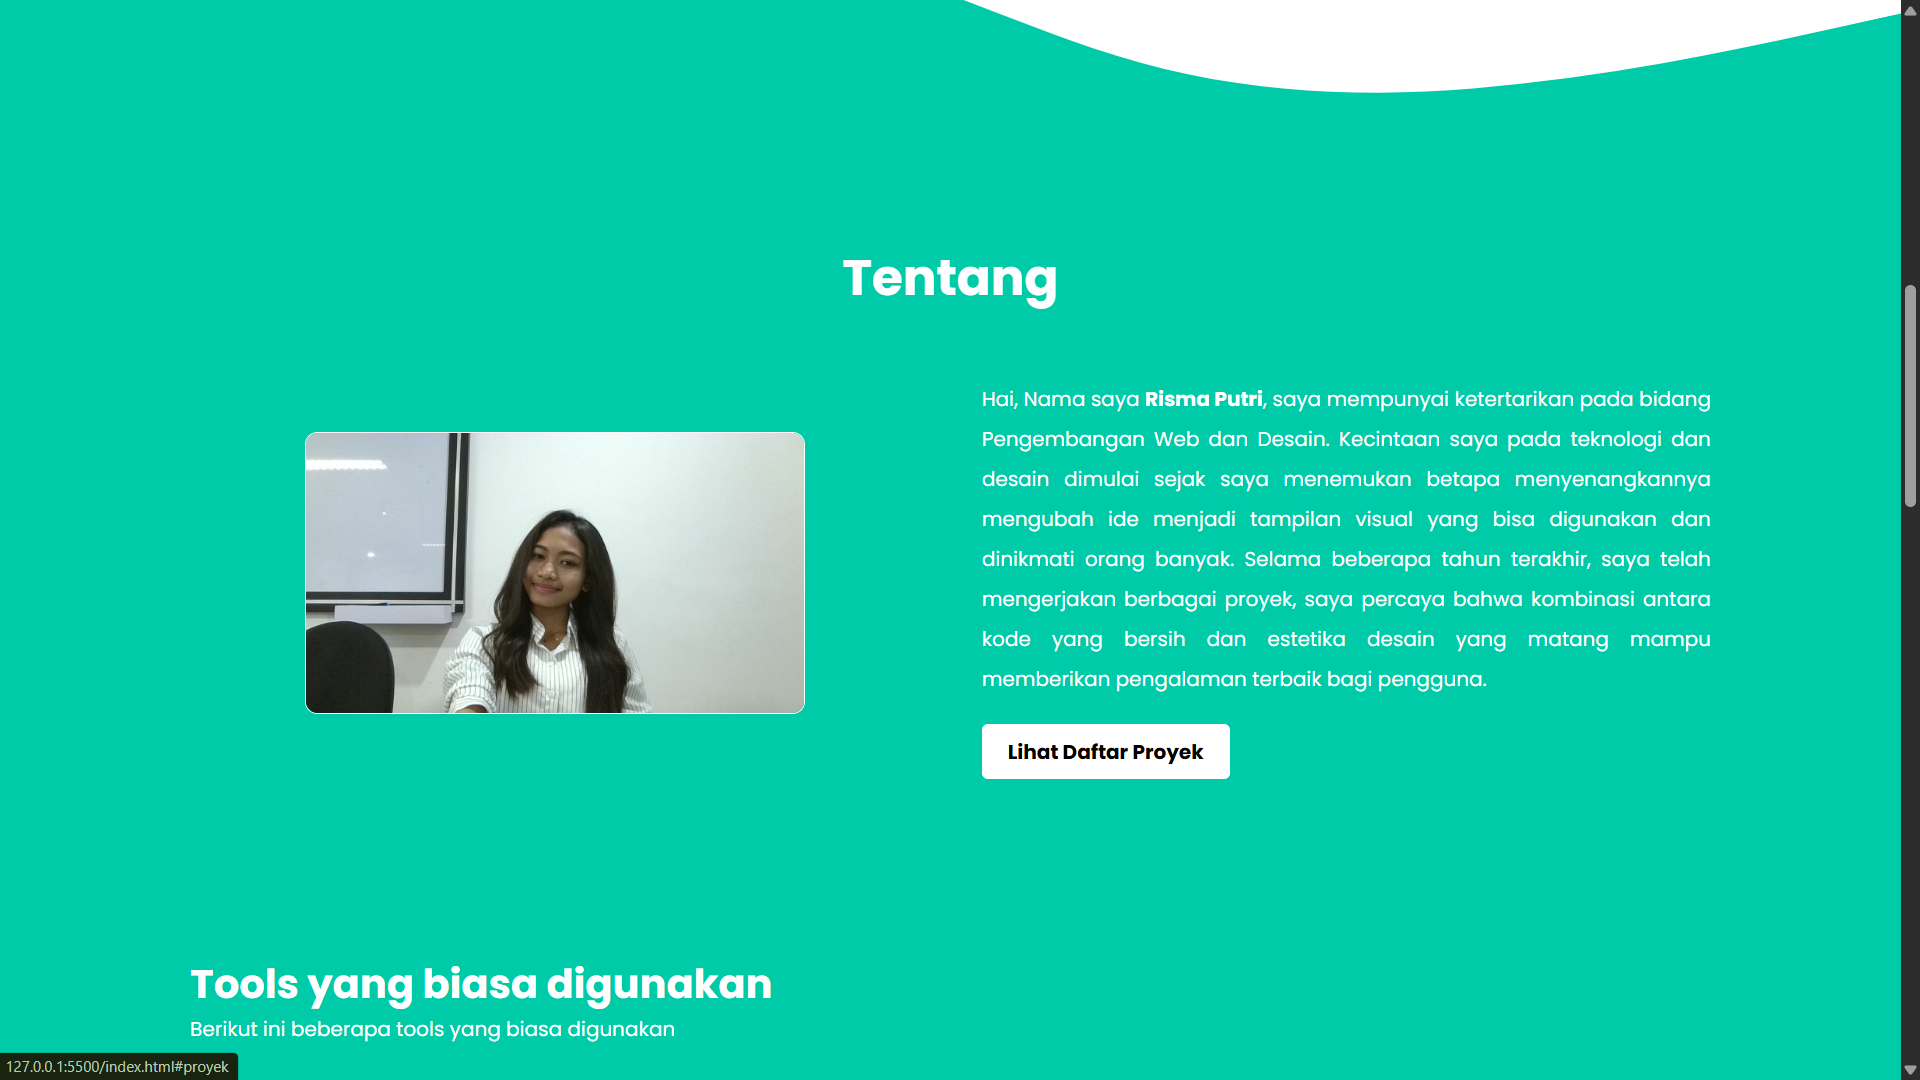 Tentang
Hai, Nama saya Risma Putri, saya mempunyai ketertarikan pada bidang
Pengembangan Web dan Desain. Kecintaan saya pada teknologi dan
desain dimulai sejak saya menemukan betapa menyenangkannya
mengubah ide menjadi tampilan visual yang bisa digunakan dan
dinikmati orang banyak. Selama beberapa tahun terakhir, saya telah
mengerjakan berbagai proyek, saya percaya bahwa kombinasi antara
kode yang bersih dan estetika desain yang matang mampu
memberikan pengalaman terbaik bagi pengguna.
Lihat Daftar Proyek
Tools yang biasa digunakan
Berikut ini beberapa tools yang biasa digunakan
127.0.0.1:5500/index.html#proyek